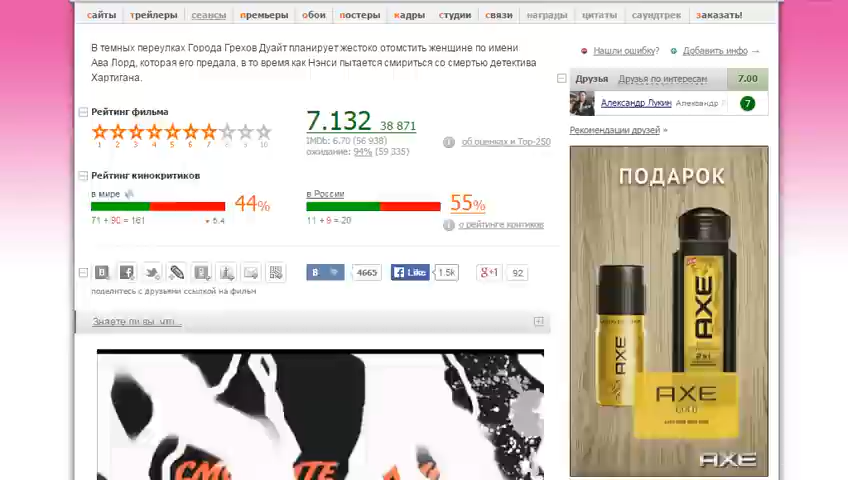 сайты трейлеры сеансы премьеры обои постеры кадры студии связи награды цитаты саундтрек заказать!
В темных переулках Города Грехов Дуайт планирует жестоко отомстить женщине по имени
Ава Лорд, которая его предала, в то время как Нэнси пытается смириться со смертью детектива
Хартигана.
Рейтинг фильма
1 2 3 4 5 6 7 8 9 10
7.132 38 871
IMDb: 6.70 (56 938)
ожидание: 94% (59 335)
об оценках и Top-250
Рейтинг кинокритиков
в мире
44%
71 + 90 = 161
5.4
в России
55%
11 + 9 = 20
о рейтинге критиков
В 4665 Like 1.5k g+1 92
поделитесь с друзьями ссылкой на фильм
Знаете ли вы, что...
Нашли ошибку? Добавить инфо →
Друзья Друзья по интересам 7.00
Александр Лукин Александр Л 7
Рекомендации друзей »
ПОДАРОК
AXE
2в1
AXE
AXE
GOLD
AXE